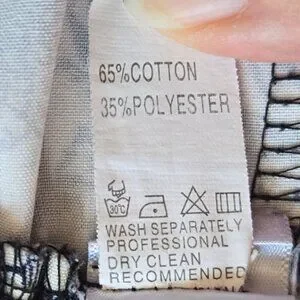 65%COTTON
35%POLYESTER
30°C
WASH SEPARATELY
PROFESSIONAL
DRY CLEAN
RECOMMENDED